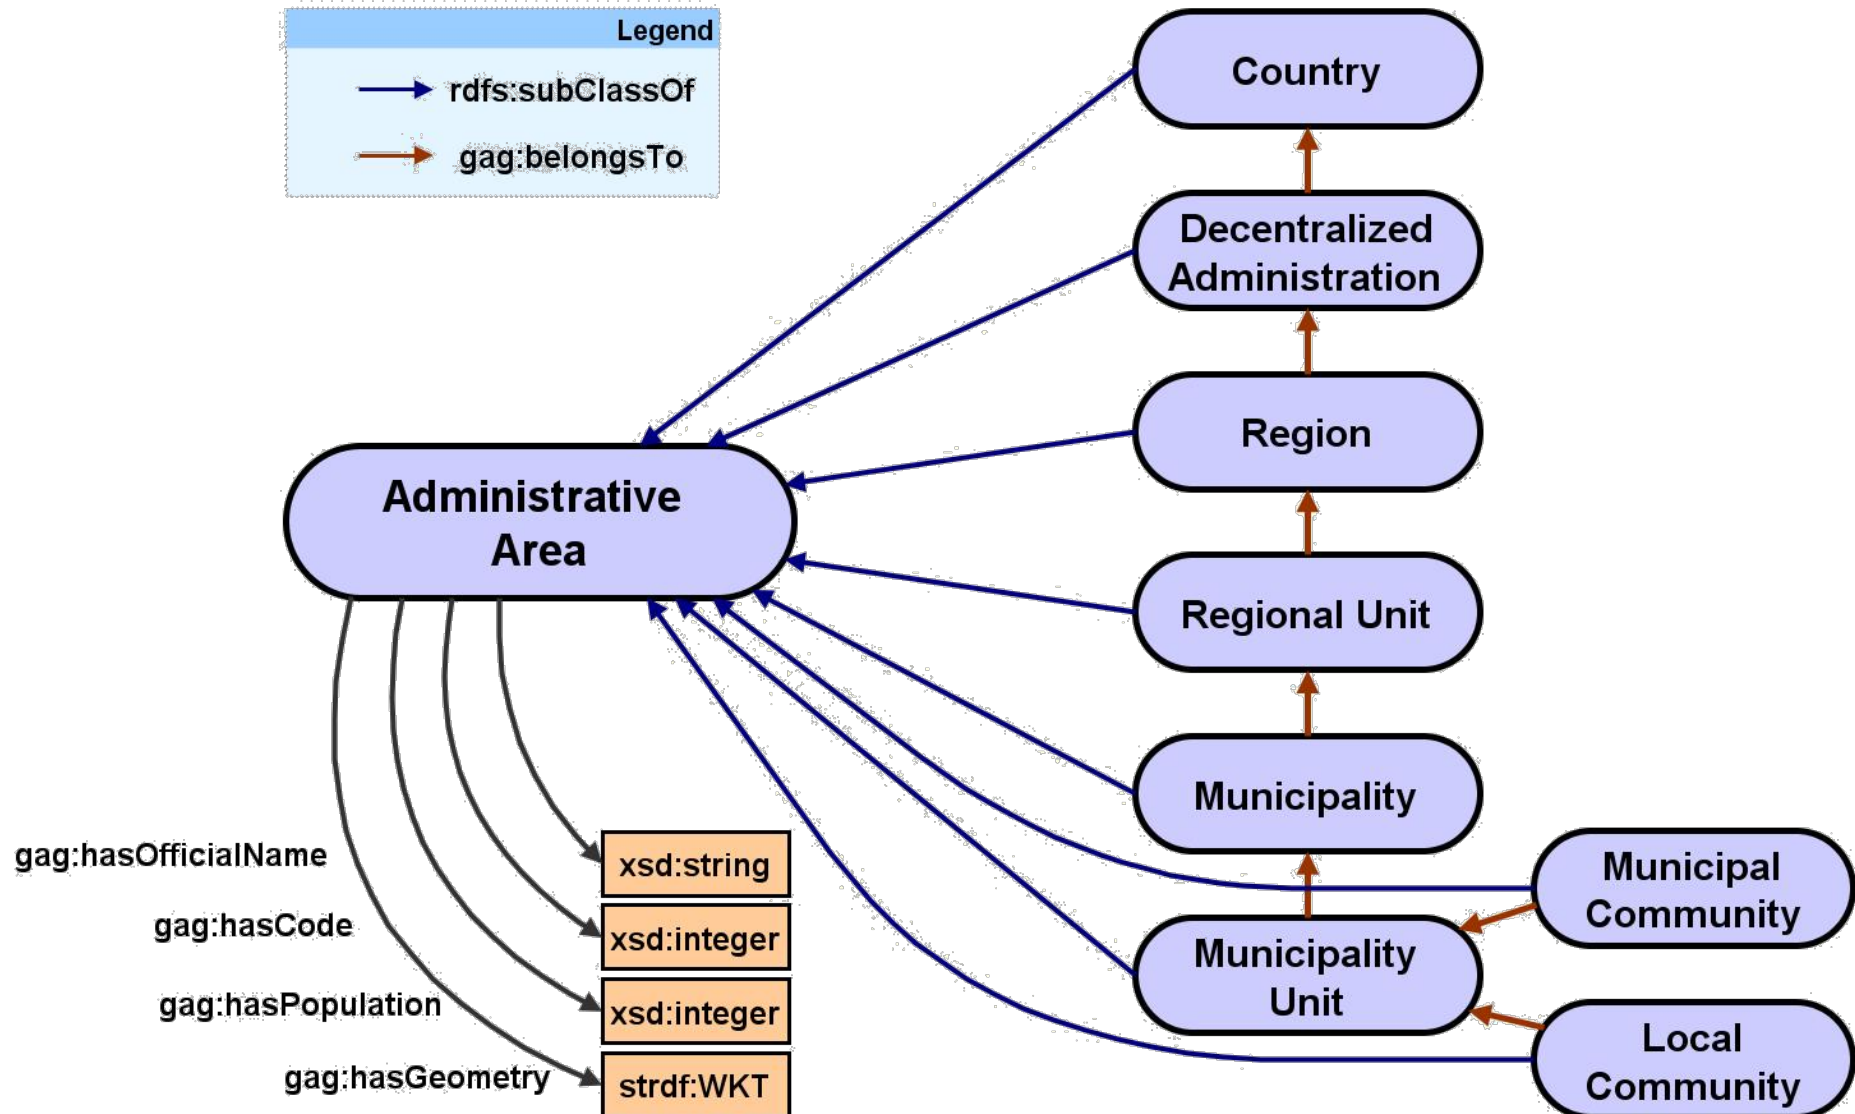 Legend
rdfs:subClassOf
gag:belongsTo
Country
Decentralized
Administration
Region
Administrative
Area
Regional Unit
Municipality
gag:hasOfficialName
xsd:string
Municipal
Community
gag:hasCode
xsd:integer
Municipality
Unit
gag:hasPopulation
xsd:integer
Local
Community
gag:hasGeometry
strdf:WKT